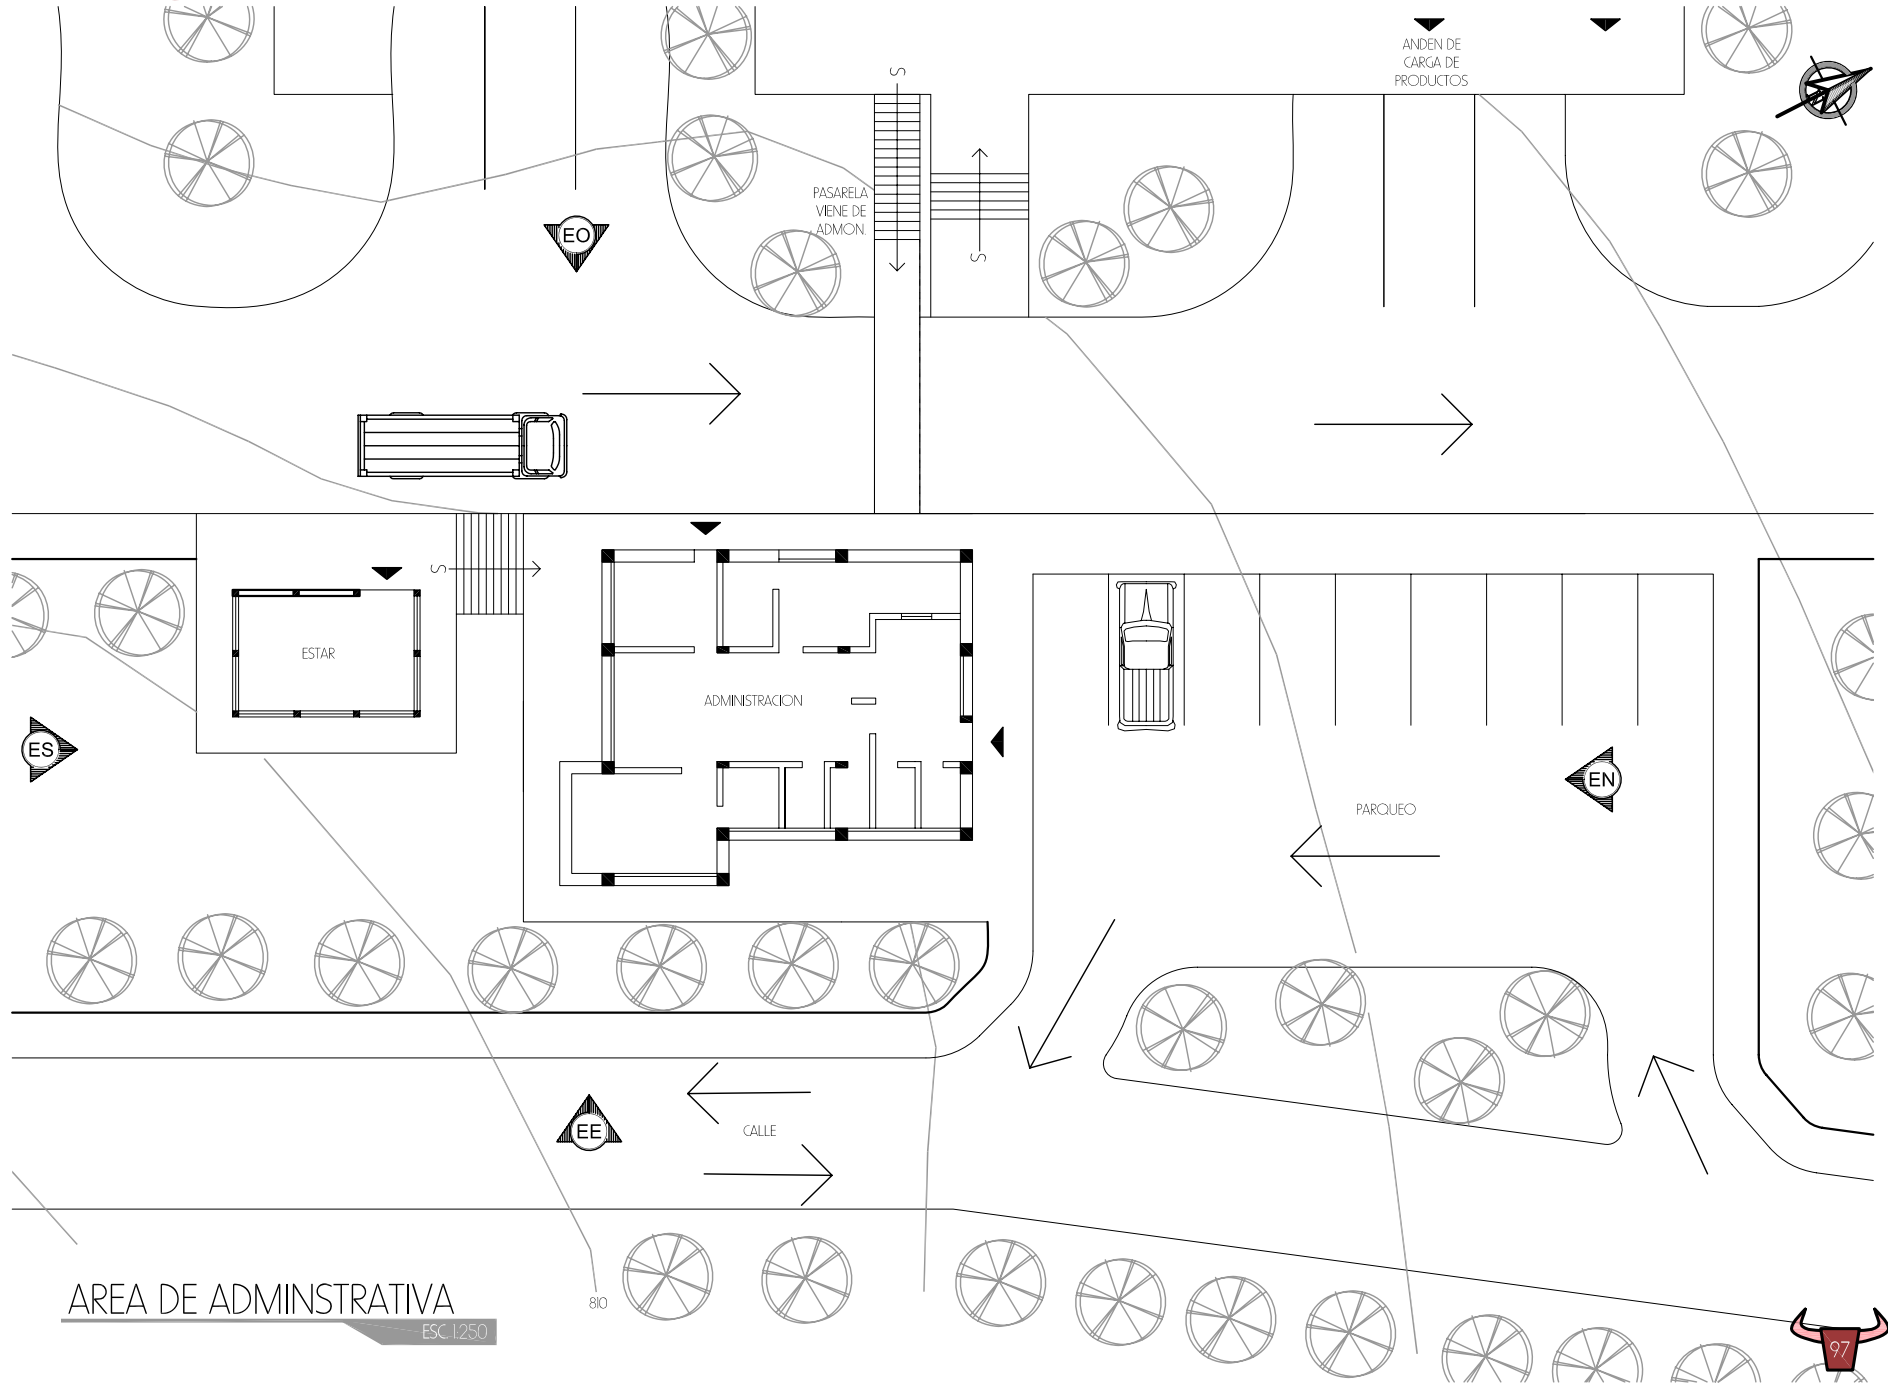 ANDEN DE
CARGA DE
PRODUCTOS
S
PASARELA
VIENE DE
ADMON.
S
EO
S
ESTAR
ADMINISTRACION
ES
EN
PARQUEO
EE
CALLE
810
AREA DE ADMINSTRATIVA
ESC. 1:250
97